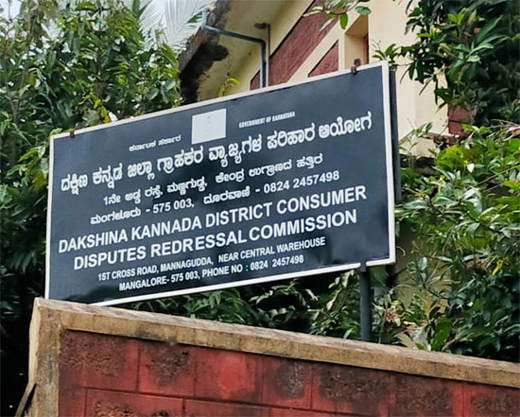 ಕರ್ನಾಟಕ ಸರ್ಕಾರ
GOVERNMENT OF KARNATAKA
ದಕ್ಷಿಣ ಕನ್ನಡ ಜಿಲ್ಲಾ ಗ್ರಾಹಕರ ವ್ಯಾಜ್ಯಗಳ ಪರಿಹಾರ ಆಯೋಗ
1ನೇ ಅಡ್ಡ ರಸ್ತೆ, ಮಣ್ಣಗುಡ್ಡ, ಕೇಂದ್ರ ಉಗ್ರಾಣದ ಹತ್ತಿರ
ಮಂಗಳೂರು - 575 003, ದೂರವಾಣಿ - 0824 2457498
DAKSHINA KANNADA DISTRICT CONSUMER
DISPUTES REDRESSAL COMMISSION
1ST CROSS ROAD, MANNAGUDDA, NEAR CENTRAL WAREHOUSE
MANGALORE- 575 003, PHONE NO : 0824 2457498